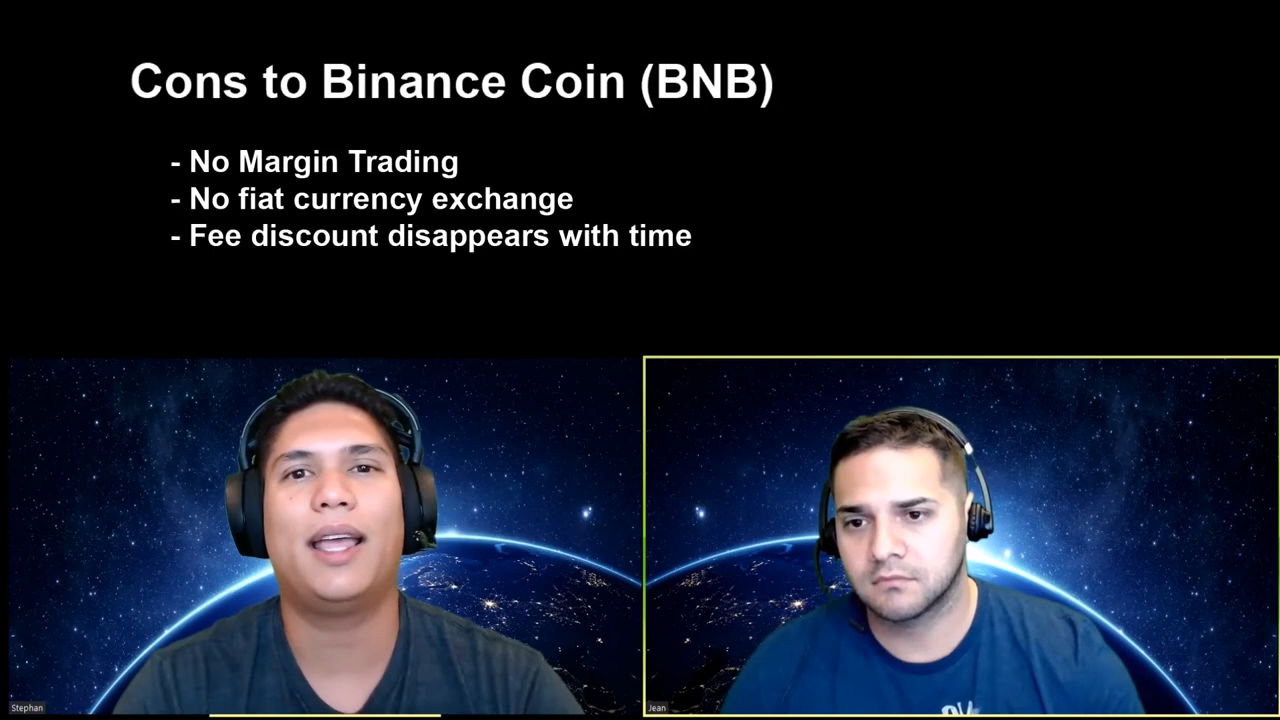 Cons to Binance Coin (BNB)
- No Margin Trading
- No fiat currency exchange
- Fee discount disappears with time
Stephan
Jean